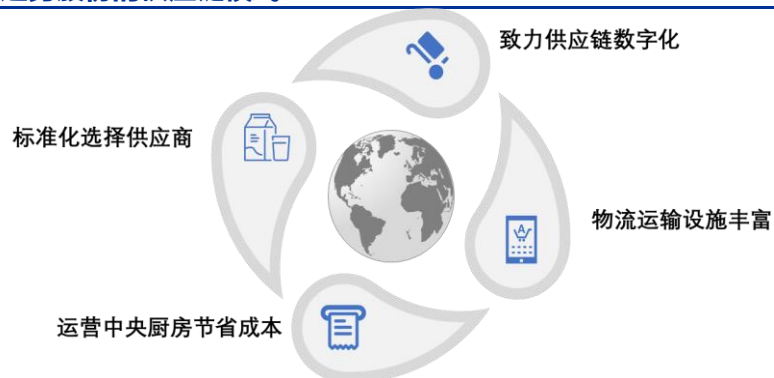 致力供应链数字化
标准化选择供应商
物流运输设施丰富
运营中央厨房节省成本